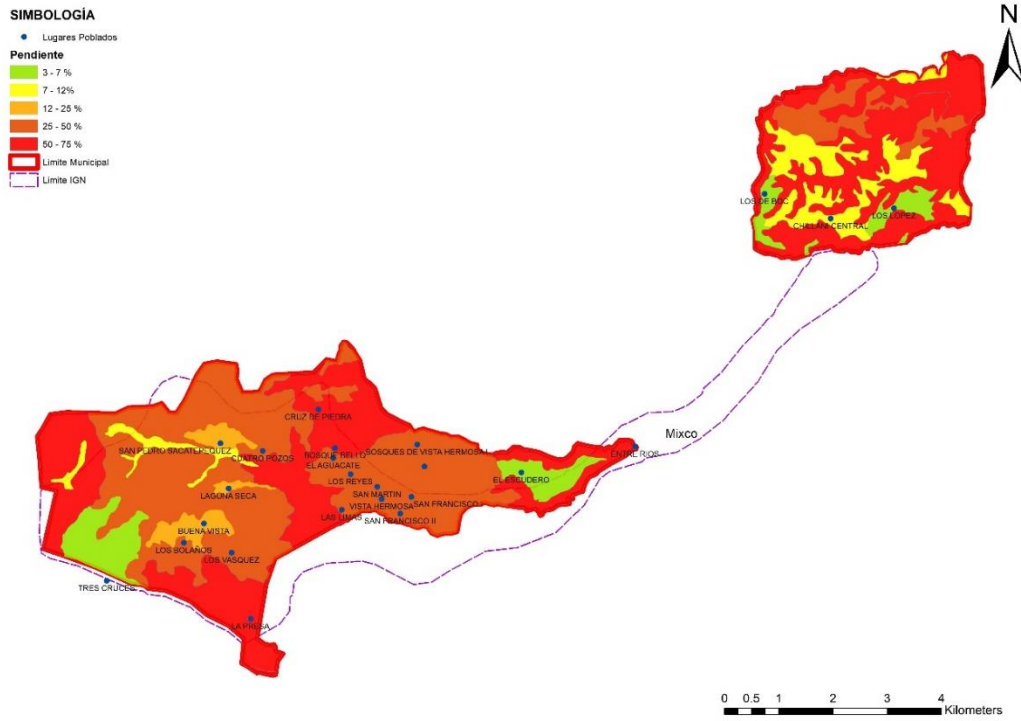 SIMBOLOGÍA
Lugares Poblados
Pendiente
3 - 7 %
7 - 12%
12 - 25 %
25 - 50 %
50 - 75 %
Limite Municipal
Limite IGN
N
LOS DE BOC
LOS LOPEZ
CHILLANI CENTRAL
CRUZ DE PIEDRA
Mixco
SAN PEDRO SACATEPEQUEZ
CUATRO POZOS
BOSQUE BELLO
BOSQUES DE VISTA HERMOSA I
ENTRE RIOS
EL AGUACATE
LOS REYES
EL ESCUDERO
LAGUNA SECA
SAN MARTIN
VISTA HERMOSA
SAN FRANCISCO I
LAS LIMAS
SAN FRANCISCO II
BUENA VISTA
LOS BOLAÑOS
LOS VASQUEZ
TRES CRUCES
LA PRESA
0 0.5 1 2 3 4
Kilometers